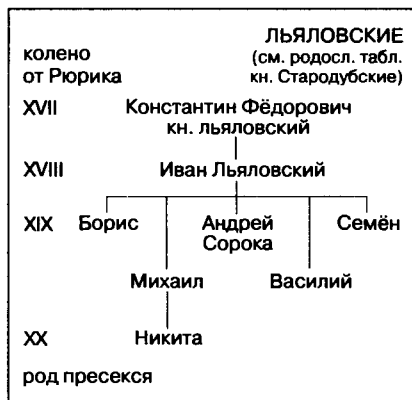 ЛЬЯЛОВСКИЕ
(см. родосл. табл.
кн. Стародубские)
колено
от Рюрика
XVII Константин Фёдорович
кн. льяловский
XVIII Иван Льяловский
XIX Борис Андрей Семён
Сорока
Михаил Василий
XX Никита
род пресекся